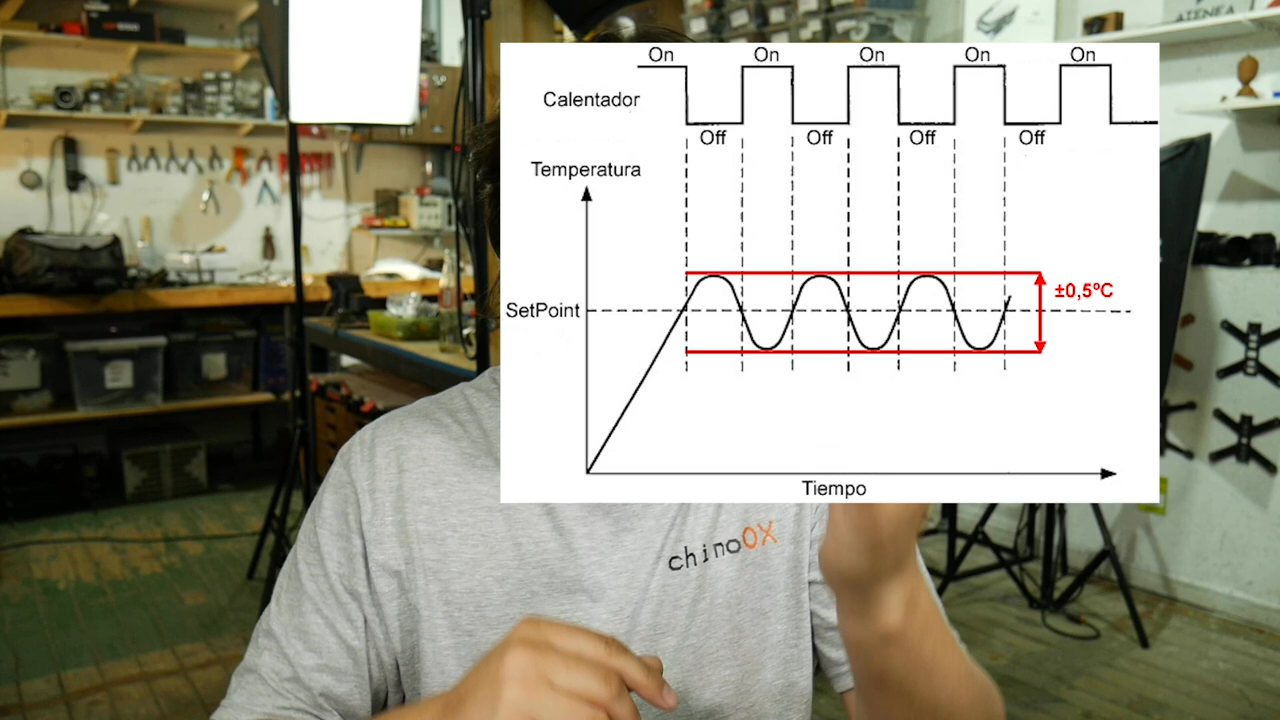 On On On On On
Calentador
Off Off Off Off
Temperatura
±0,5ºC
SetPoint
Tiempo
chinoOX
ATENEA